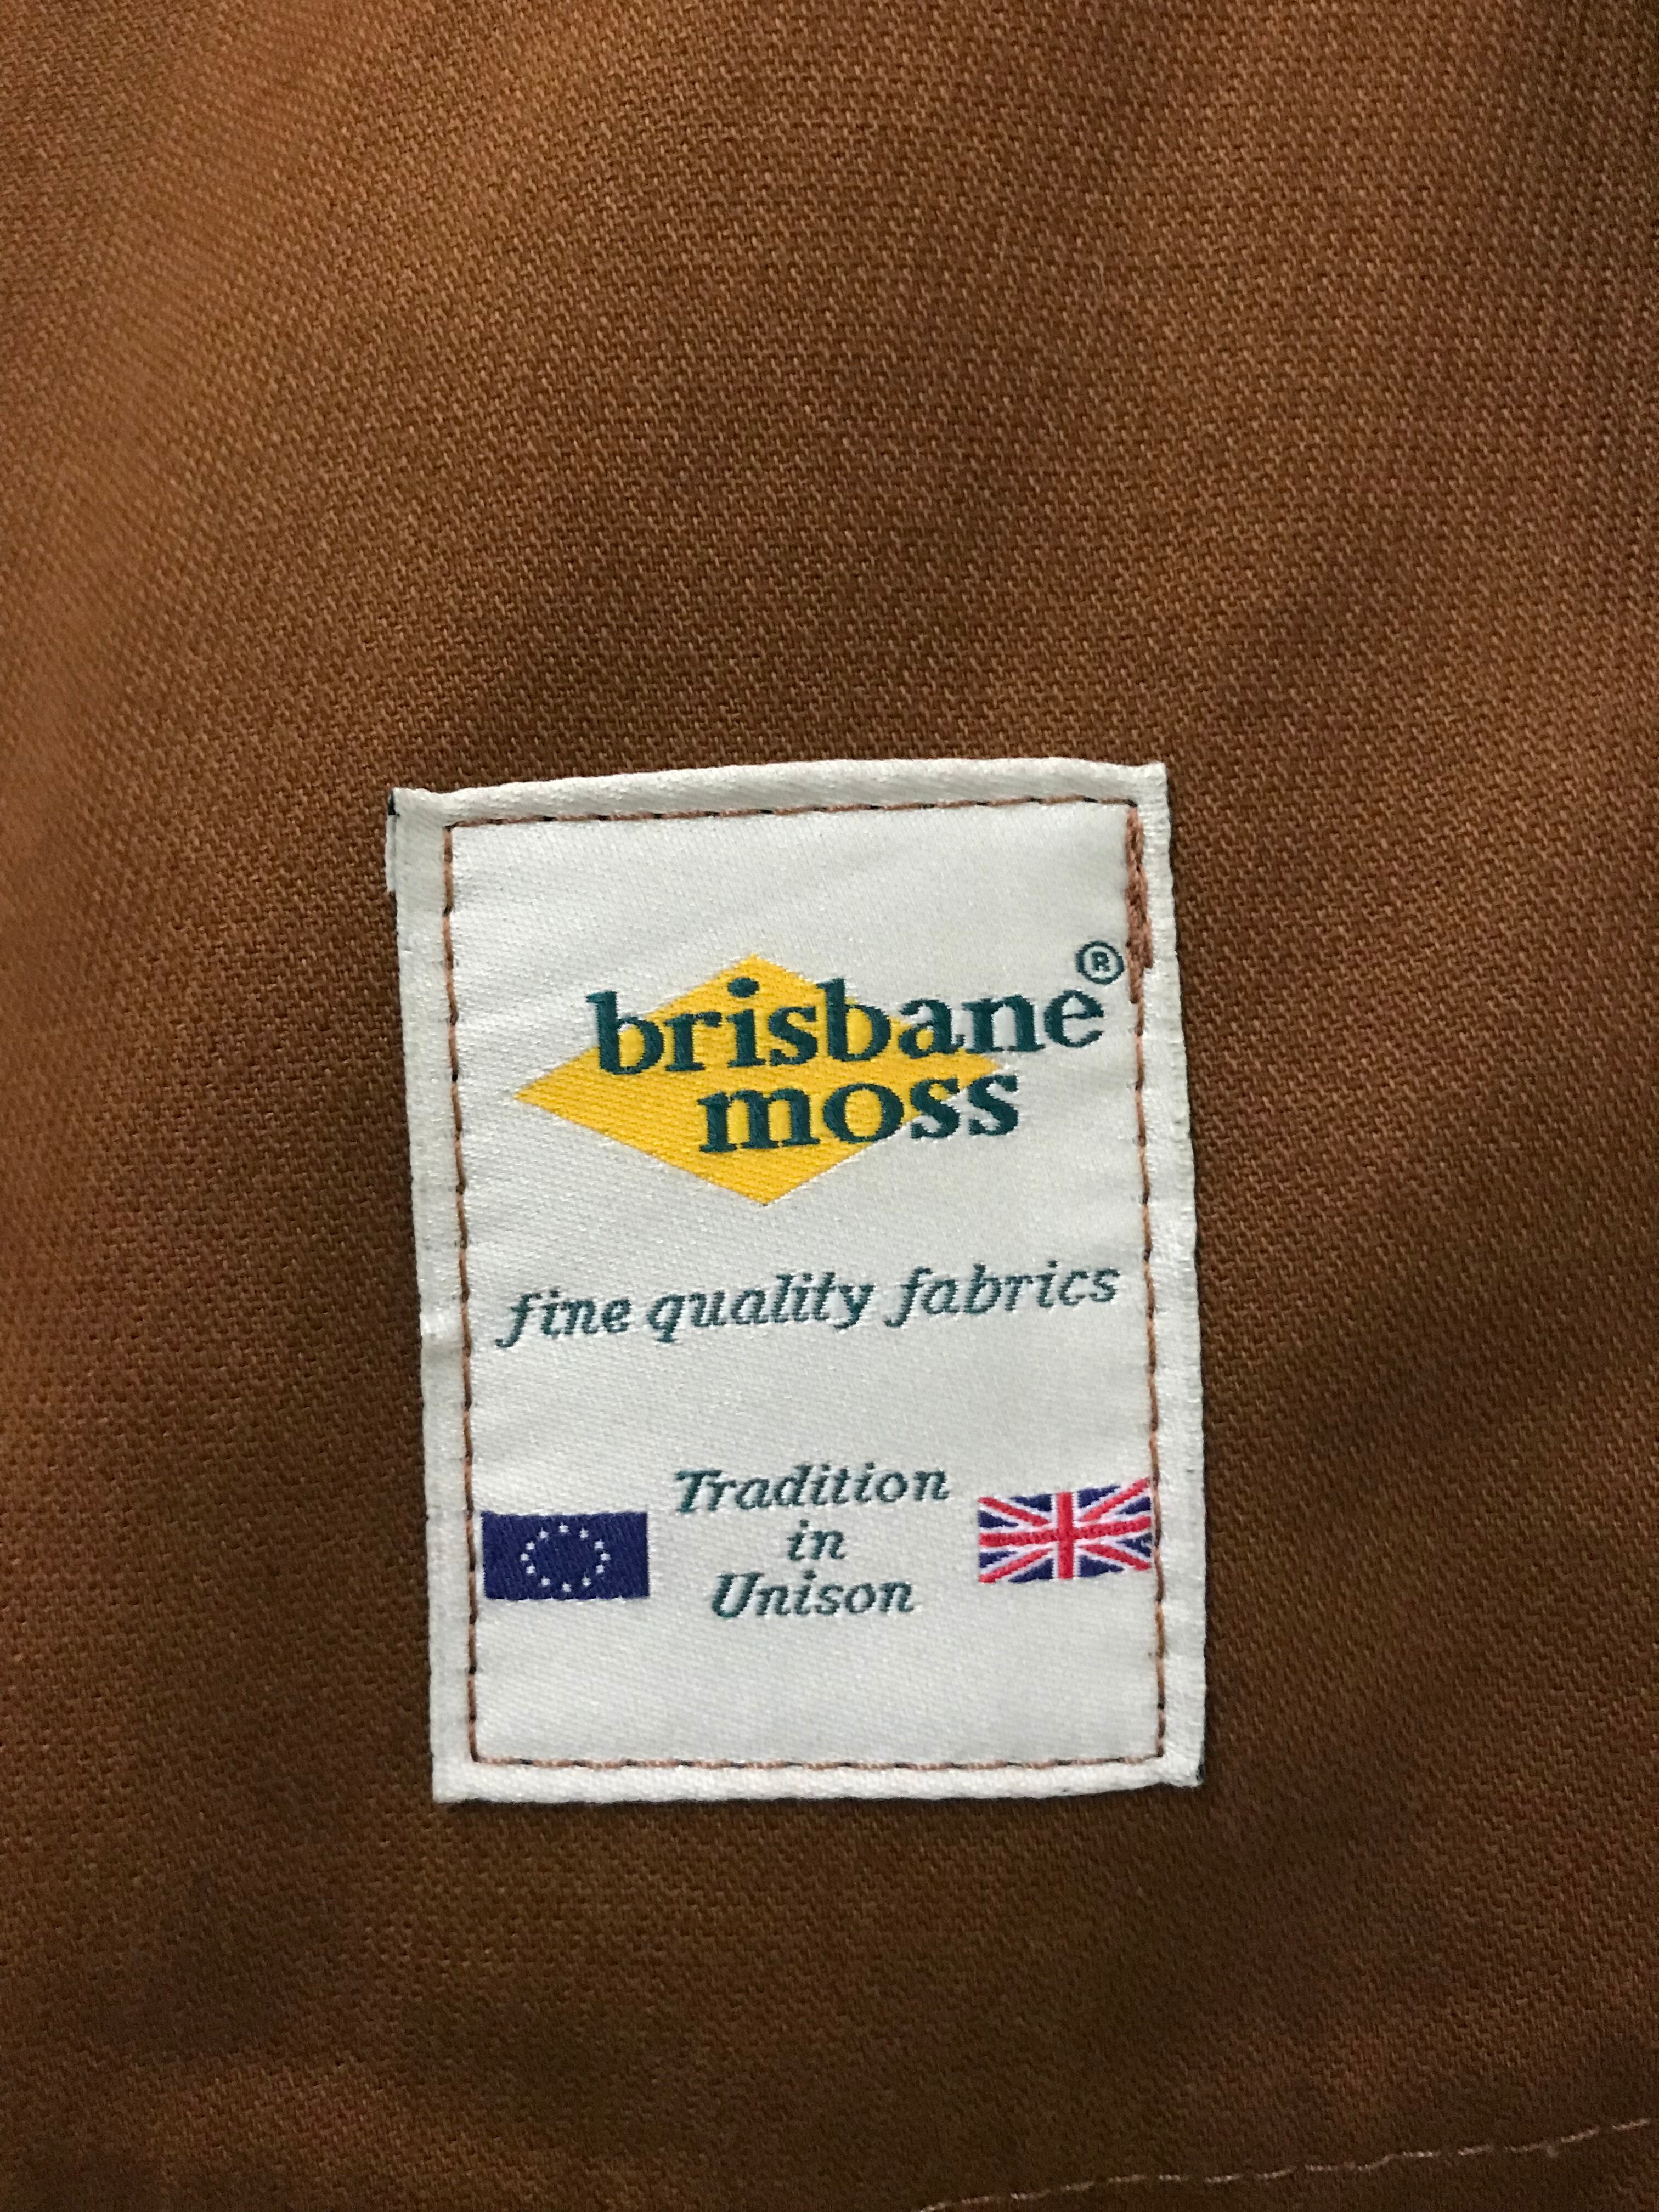 brisbane®
moss
fine quality fabrics
Tradition
in
Unison